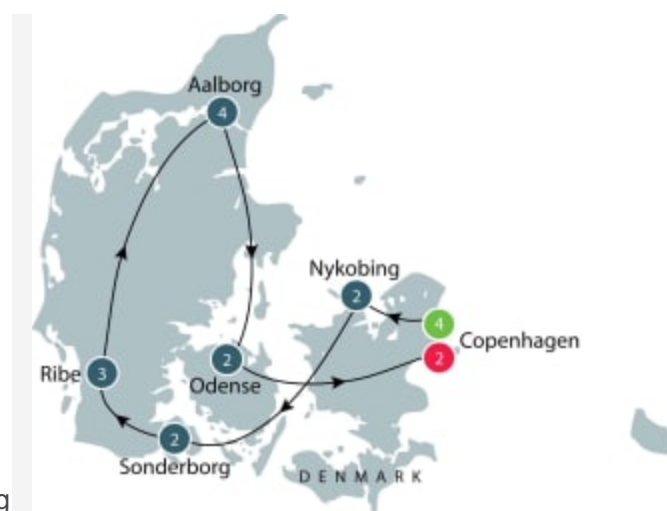 Aalborg
4
Nykobing
2
4
Copenhagen
2
Ribe
3
2
Odense
2
Sonderborg
DENMARK
g